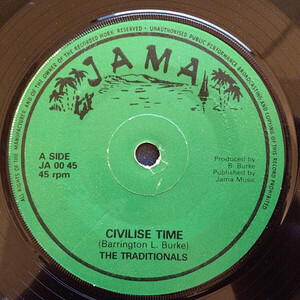 ALL RIGHTS OF THE MANUFACTURER AND OF THE OWNER OF THE RECORDED WORK RESERVED • UNAUTHORISED PUBLIC PERFORMANCE BROADCASTING AND COPYING OF THIS RECORD PROHIBITED
JAMA
A SIDE
JA 00 45
45 rpm
Produced by
B. Burke
Published by
Jama Music
CIVILISE TIME
(Barrington L. Burke)
THE TRADITIONALS